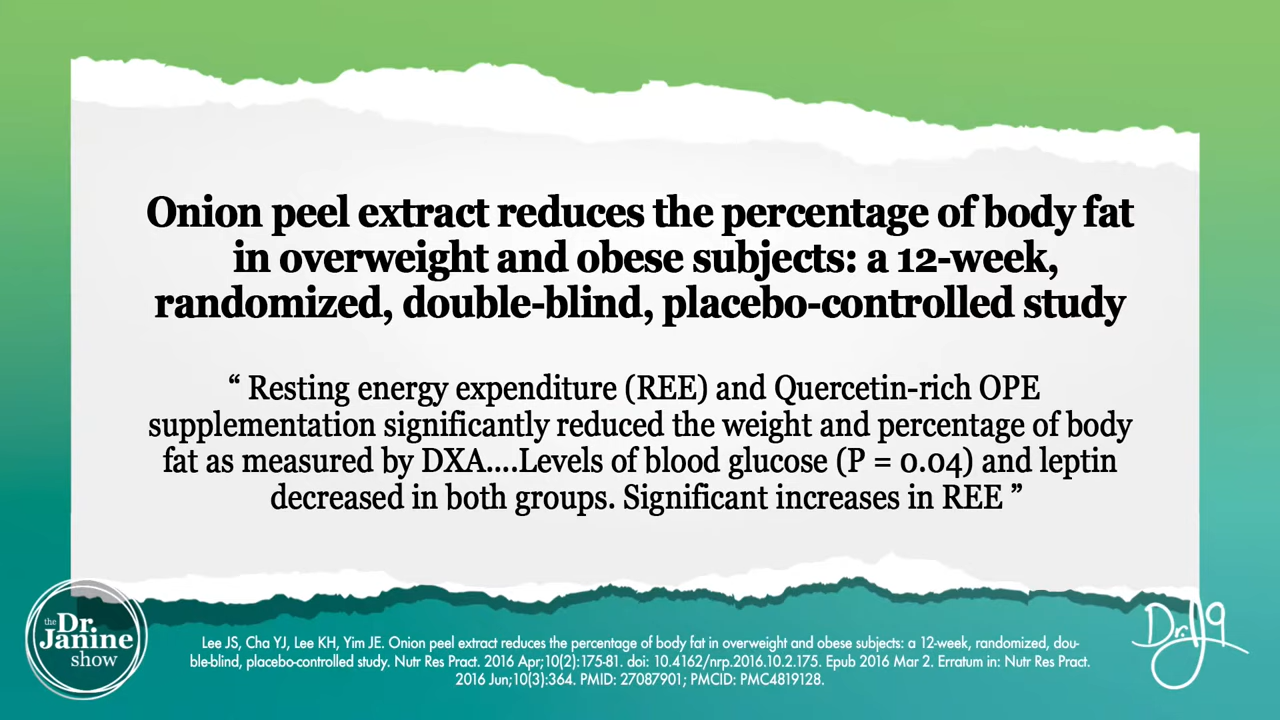 Onion peel extract reduces the percentage of body fat
in overweight and obese subjects: a 12-week,
randomized, double-blind, placebo-controlled study
“ Resting energy expenditure (REE) and Quercetin-rich OPE
supplementation significantly reduced the weight and percentage of body
fat as measured by DXA....Levels of blood glucose (P = 0.04) and leptin
decreased in both groups. Significant increases in REE ”
the Dr.
Janine
show
Lee JS, Cha YJ, Lee KH, Yim JE. Onion peel extract reduces the percentage of body fat in overweight and obese subjects: a 12-week, randomized, dou-
ble-blind, placebo-controlled study. Nutr Res Pract. 2016 Apr;10(2):175-81. doi: 10.4162/nrp.2016.10.2.175. Epub 2016 Mar 2. Erratum in: Nutr Res Pract.
2016 Jun;10(3):364. PMID: 27087901; PMCID: PMC4819128.